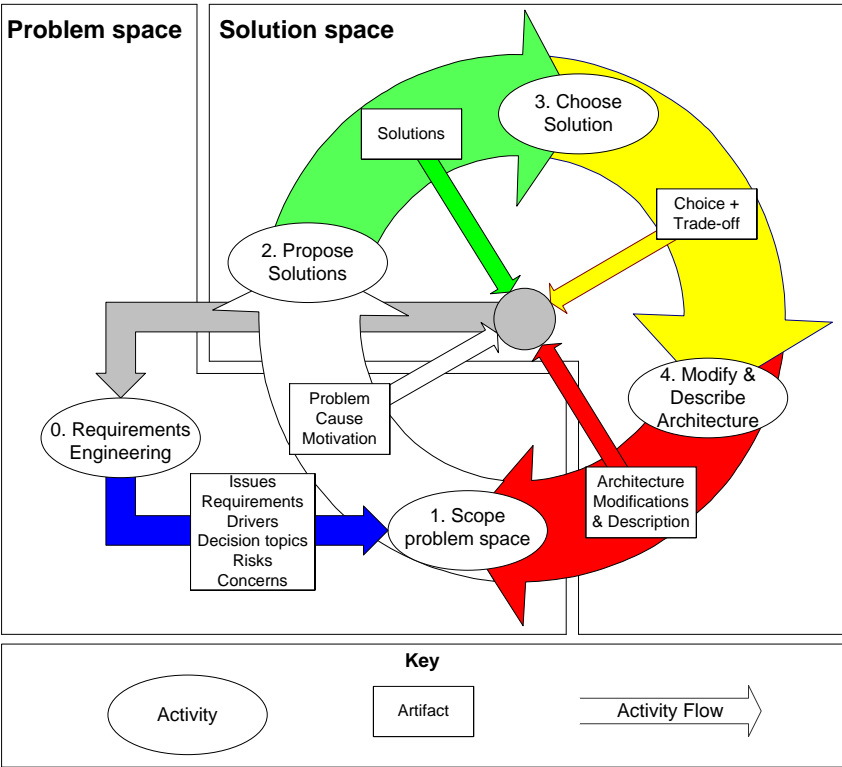 Problem space
Solution space
3. Choose
Solution
Solutions
Choice +
Trade-off
2. Propose
Solutions
4. Modify &
Describe
Architecture
Problem
Cause
Motivation
0. Requirements
Engineering
Issues
Requirements
Drivers
Decision topics
Risks
Concerns
1. Scope
problem space
Architecture
Modifications
& Description
Key
Activity
Artifact
Activity Flow